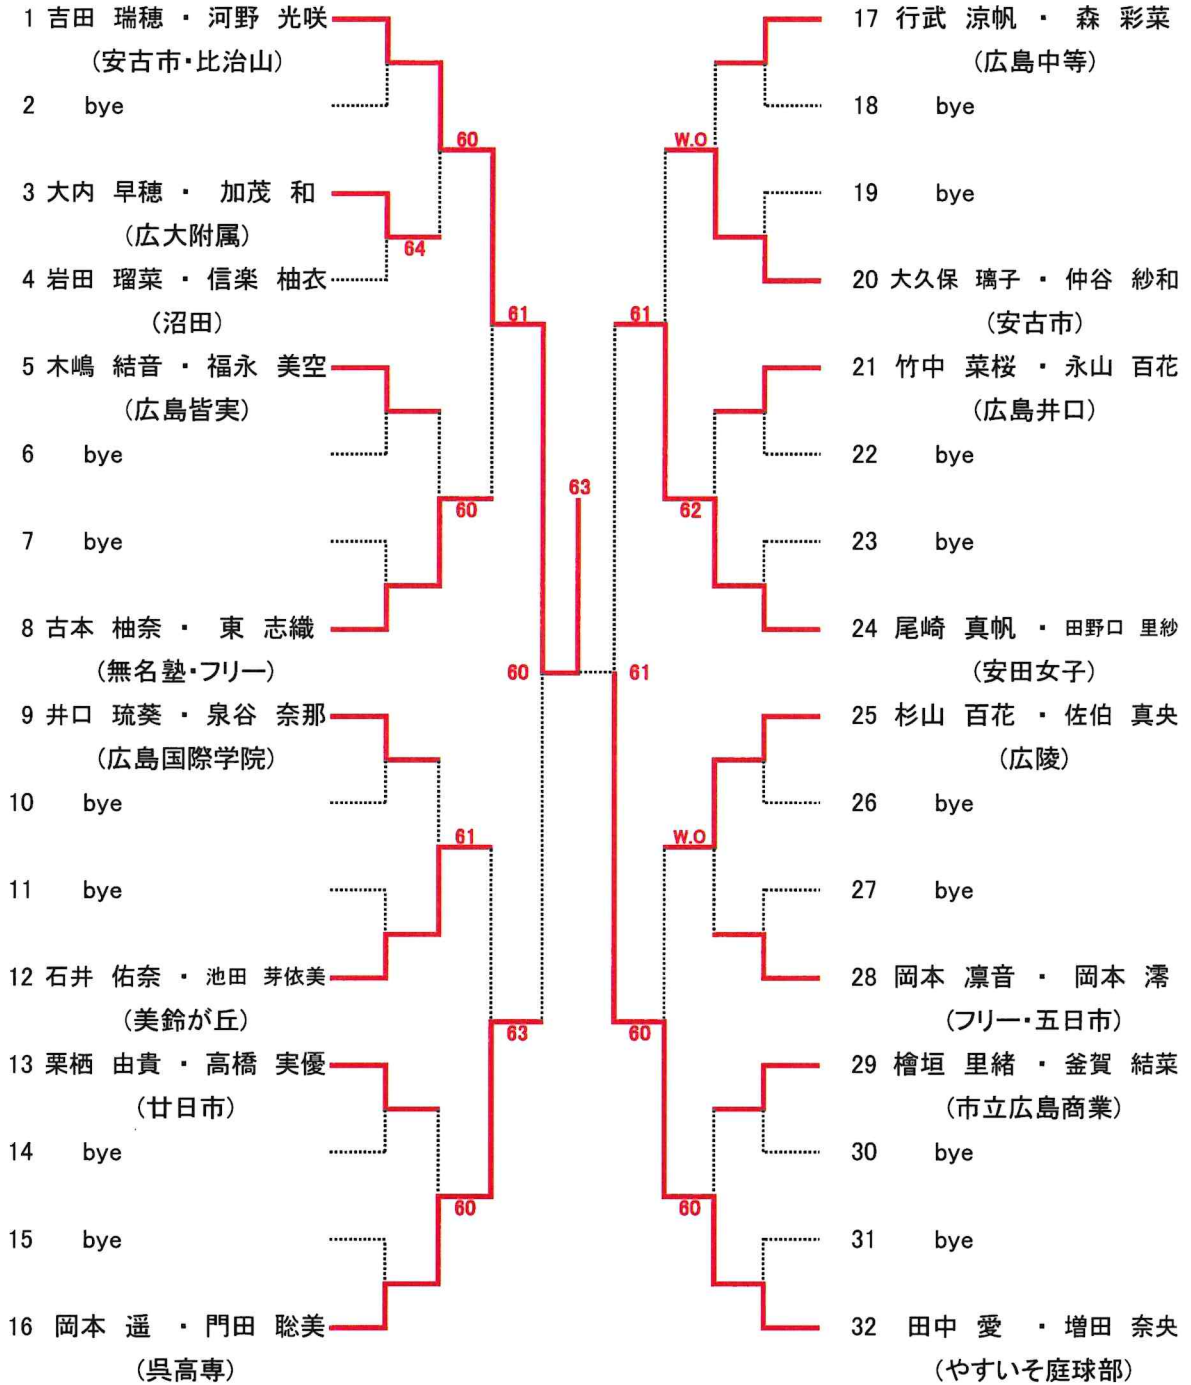 1 吉田 瑞穂 ・ 河野 光咲
(安古市・比治山)
2 bye
60
3 大内 早穂 ・ 加茂 和
(広大附属)
64
4 岩田 瑠菜 ・ 信楽 柚衣
(沼田)
61
5 木嶋 結音 ・ 福永 美空
(広島皆実)
6 bye
60
7 bye
8 古本 柚奈 ・ 東 志織
(無名塾・フリー)
60
9 井口 琉葵 ・ 泉谷 奈那
(広島国際学院)
10 bye
61
11 bye
12 石井 佑奈 ・ 池田 芽依美
(美鈴が丘)
63
13 栗栖 由貴 ・ 高橋 実優
(廿日市)
14 bye
60
15 bye
16 岡本 遥 ・ 門田 聡美
(呉高専)
63
17 行武 涼帆 ・ 森 彩菜
(広島中等)
18 bye
W.O
19 bye
20 大久保 璃子 ・ 仲谷 紗和
(安古市)
61
21 竹中 菜桜 ・ 永山 百花
(広島井口)
22 bye
62
23 bye
24 尾崎 真帆 ・ 田野口 里紗
(安田女子)
61
25 杉山 百花 ・ 佐伯 真央
(広陵)
26 bye
W.O
27 bye
28 岡本 凛音 ・ 岡本 澪
(フリー・五日市)
60
29 檜垣 里緒 ・ 釜賀 結菜
(市立広島商業)
30 bye
60
31 bye
32 田中 愛 ・ 増田 奈央
(やすいそ庭球部)